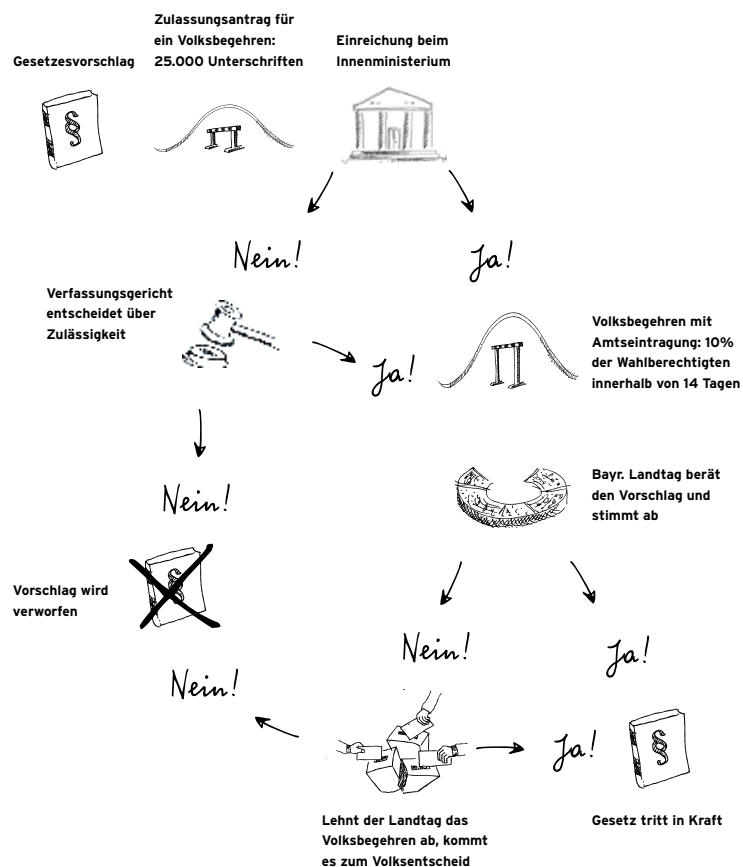 Gesetzesvorschlag
Zulassungsantrag für
ein Volksbegehren:
25.000 Unterschriften
Einreichung beim
Innenministerium
§
Nein!
Ja!
Verfassungsgericht
entscheidet über
Zulässigkeit
Ja!
Volksbegehren mit
Amtseintragung: 10%
der Wahlberechtigten
innerhalb von 14 Tagen
Nein!
Bayr. Landtag berät
den Vorschlag und
stimmt ab
Vorschlag wird
verworfen
§
Nein!
Ja!
Nein!
Ja!
§
Lehnt der Landtag das
Volksbegehren ab, kommt
es zum Volksentscheid
Gesetz tritt in Kraft